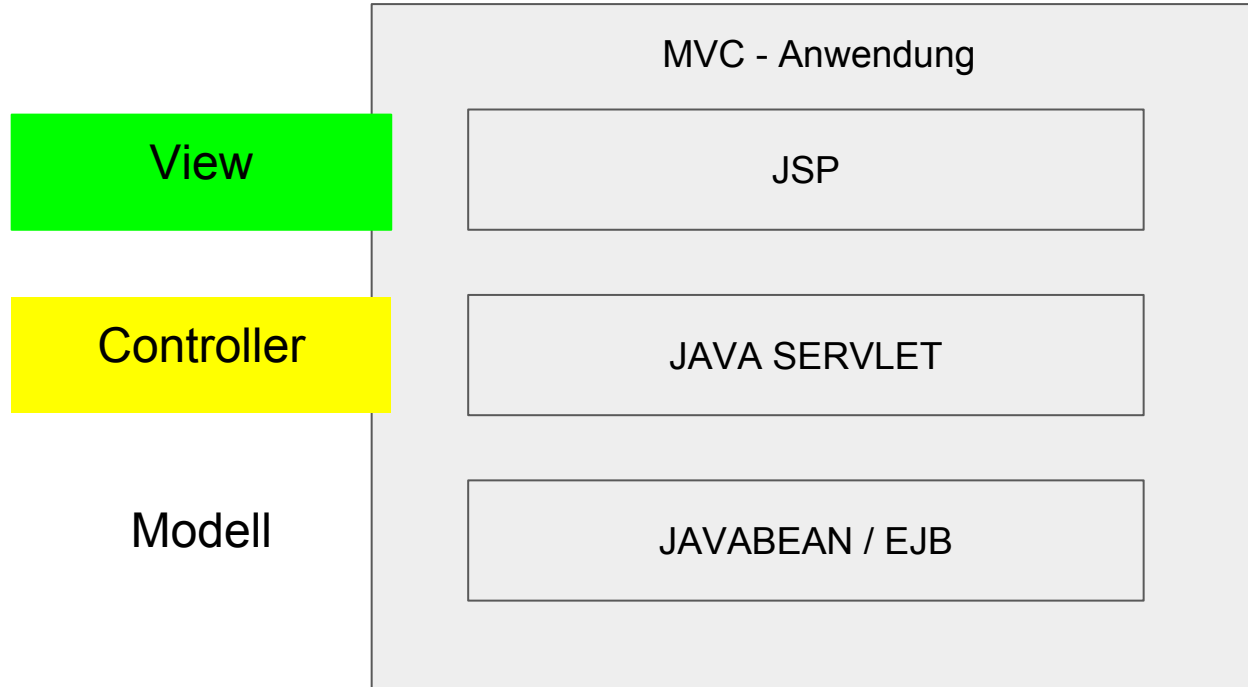 MVC - Anwendung
View
JSP
Controller
JAVA SERVLET
Modell
JAVABEAN / EJB